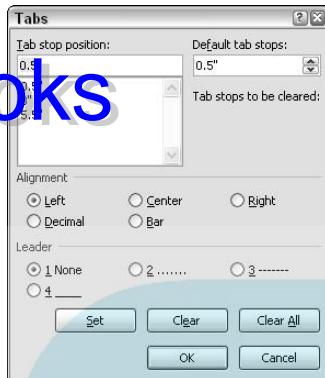 Tabs
Tab stop position:
Default tab stops:
0.5"
Tab stops to be cleared:
oks
Alignment
Left
Center
Right
Decimal
Bar
Leader
1 None
2 .......
3 -------
4 ____
Set
Clear
Clear All
OK
Cancel